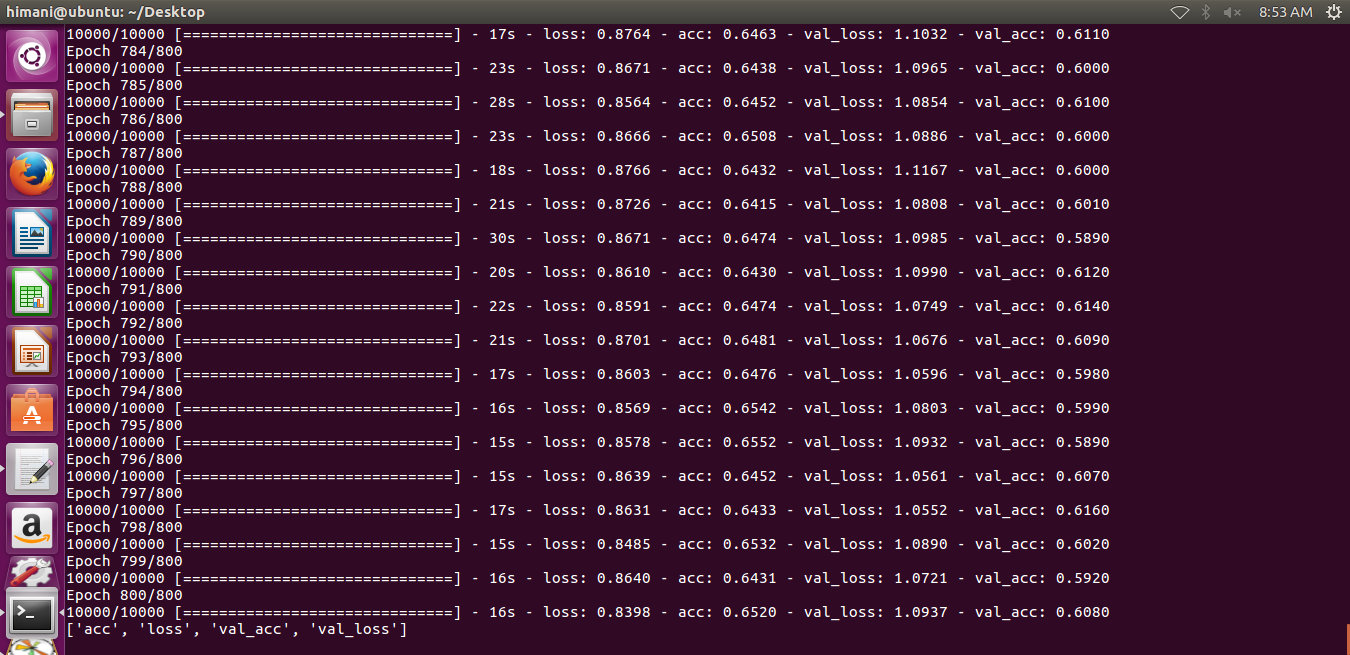 himani@ubuntu: ~/Desktop
8:53 AM
10000/10000 [==============================] - 17s - loss: 0.8764 - acc: 0.6463 - val_loss: 1.1032 - val_acc: 0.6110
Epoch 784/800
10000/10000 [==============================] - 23s - loss: 0.8671 - acc: 0.6438 - val_loss: 1.0965 - val_acc: 0.6000
Epoch 785/800
10000/10000 [==============================] - 28s - loss: 0.8564 - acc: 0.6452 - val_loss: 1.0854 - val_acc: 0.6100
Epoch 786/800
10000/10000 [==============================] - 23s - loss: 0.8666 - acc: 0.6508 - val_loss: 1.0886 - val_acc: 0.6000
Epoch 787/800
10000/10000 [==============================] - 18s - loss: 0.8766 - acc: 0.6432 - val_loss: 1.1167 - val_acc: 0.6000
Epoch 788/800
10000/10000 [==============================] - 21s - loss: 0.8726 - acc: 0.6415 - val_loss: 1.0808 - val_acc: 0.6010
Epoch 789/800
10000/10000 [==============================] - 30s - loss: 0.8671 - acc: 0.6474 - val_loss: 1.0985 - val_acc: 0.5890
Epoch 790/800
10000/10000 [==============================] - 20s - loss: 0.8610 - acc: 0.6430 - val_loss: 1.0990 - val_acc: 0.6120
Epoch 791/800
10000/10000 [==============================] - 22s - loss: 0.8591 - acc: 0.6474 - val_loss: 1.0749 - val_acc: 0.6140
Epoch 792/800
10000/10000 [==============================] - 21s - loss: 0.8701 - acc: 0.6481 - val_loss: 1.0676 - val_acc: 0.6090
Epoch 793/800
10000/10000 [==============================] - 17s - loss: 0.8603 - acc: 0.6476 - val_loss: 1.0596 - val_acc: 0.5980
Epoch 794/800
10000/10000 [==============================] - 16s - loss: 0.8569 - acc: 0.6542 - val_loss: 1.0803 - val_acc: 0.5990
Epoch 795/800
10000/10000 [==============================] - 15s - loss: 0.8578 - acc: 0.6552 - val_loss: 1.0932 - val_acc: 0.5890
Epoch 796/800
10000/10000 [==============================] - 15s - loss: 0.8639 - acc: 0.6452 - val_loss: 1.0561 - val_acc: 0.6070
Epoch 797/800
10000/10000 [==============================] - 17s - loss: 0.8631 - acc: 0.6433 - val_loss: 1.0552 - val_acc: 0.6160
Epoch 798/800
10000/10000 [==============================] - 15s - loss: 0.8485 - acc: 0.6532 - val_loss: 1.0890 - val_acc: 0.6020
Epoch 799/800
10000/10000 [==============================] - 16s - loss: 0.8640 - acc: 0.6431 - val_loss: 1.0721 - val_acc: 0.5920
Epoch 800/800
10000/10000 [==============================] - 16s - loss: 0.8398 - acc: 0.6520 - val_loss: 1.0937 - val_acc: 0.6080
['acc', 'loss', 'val_acc', 'val_loss']